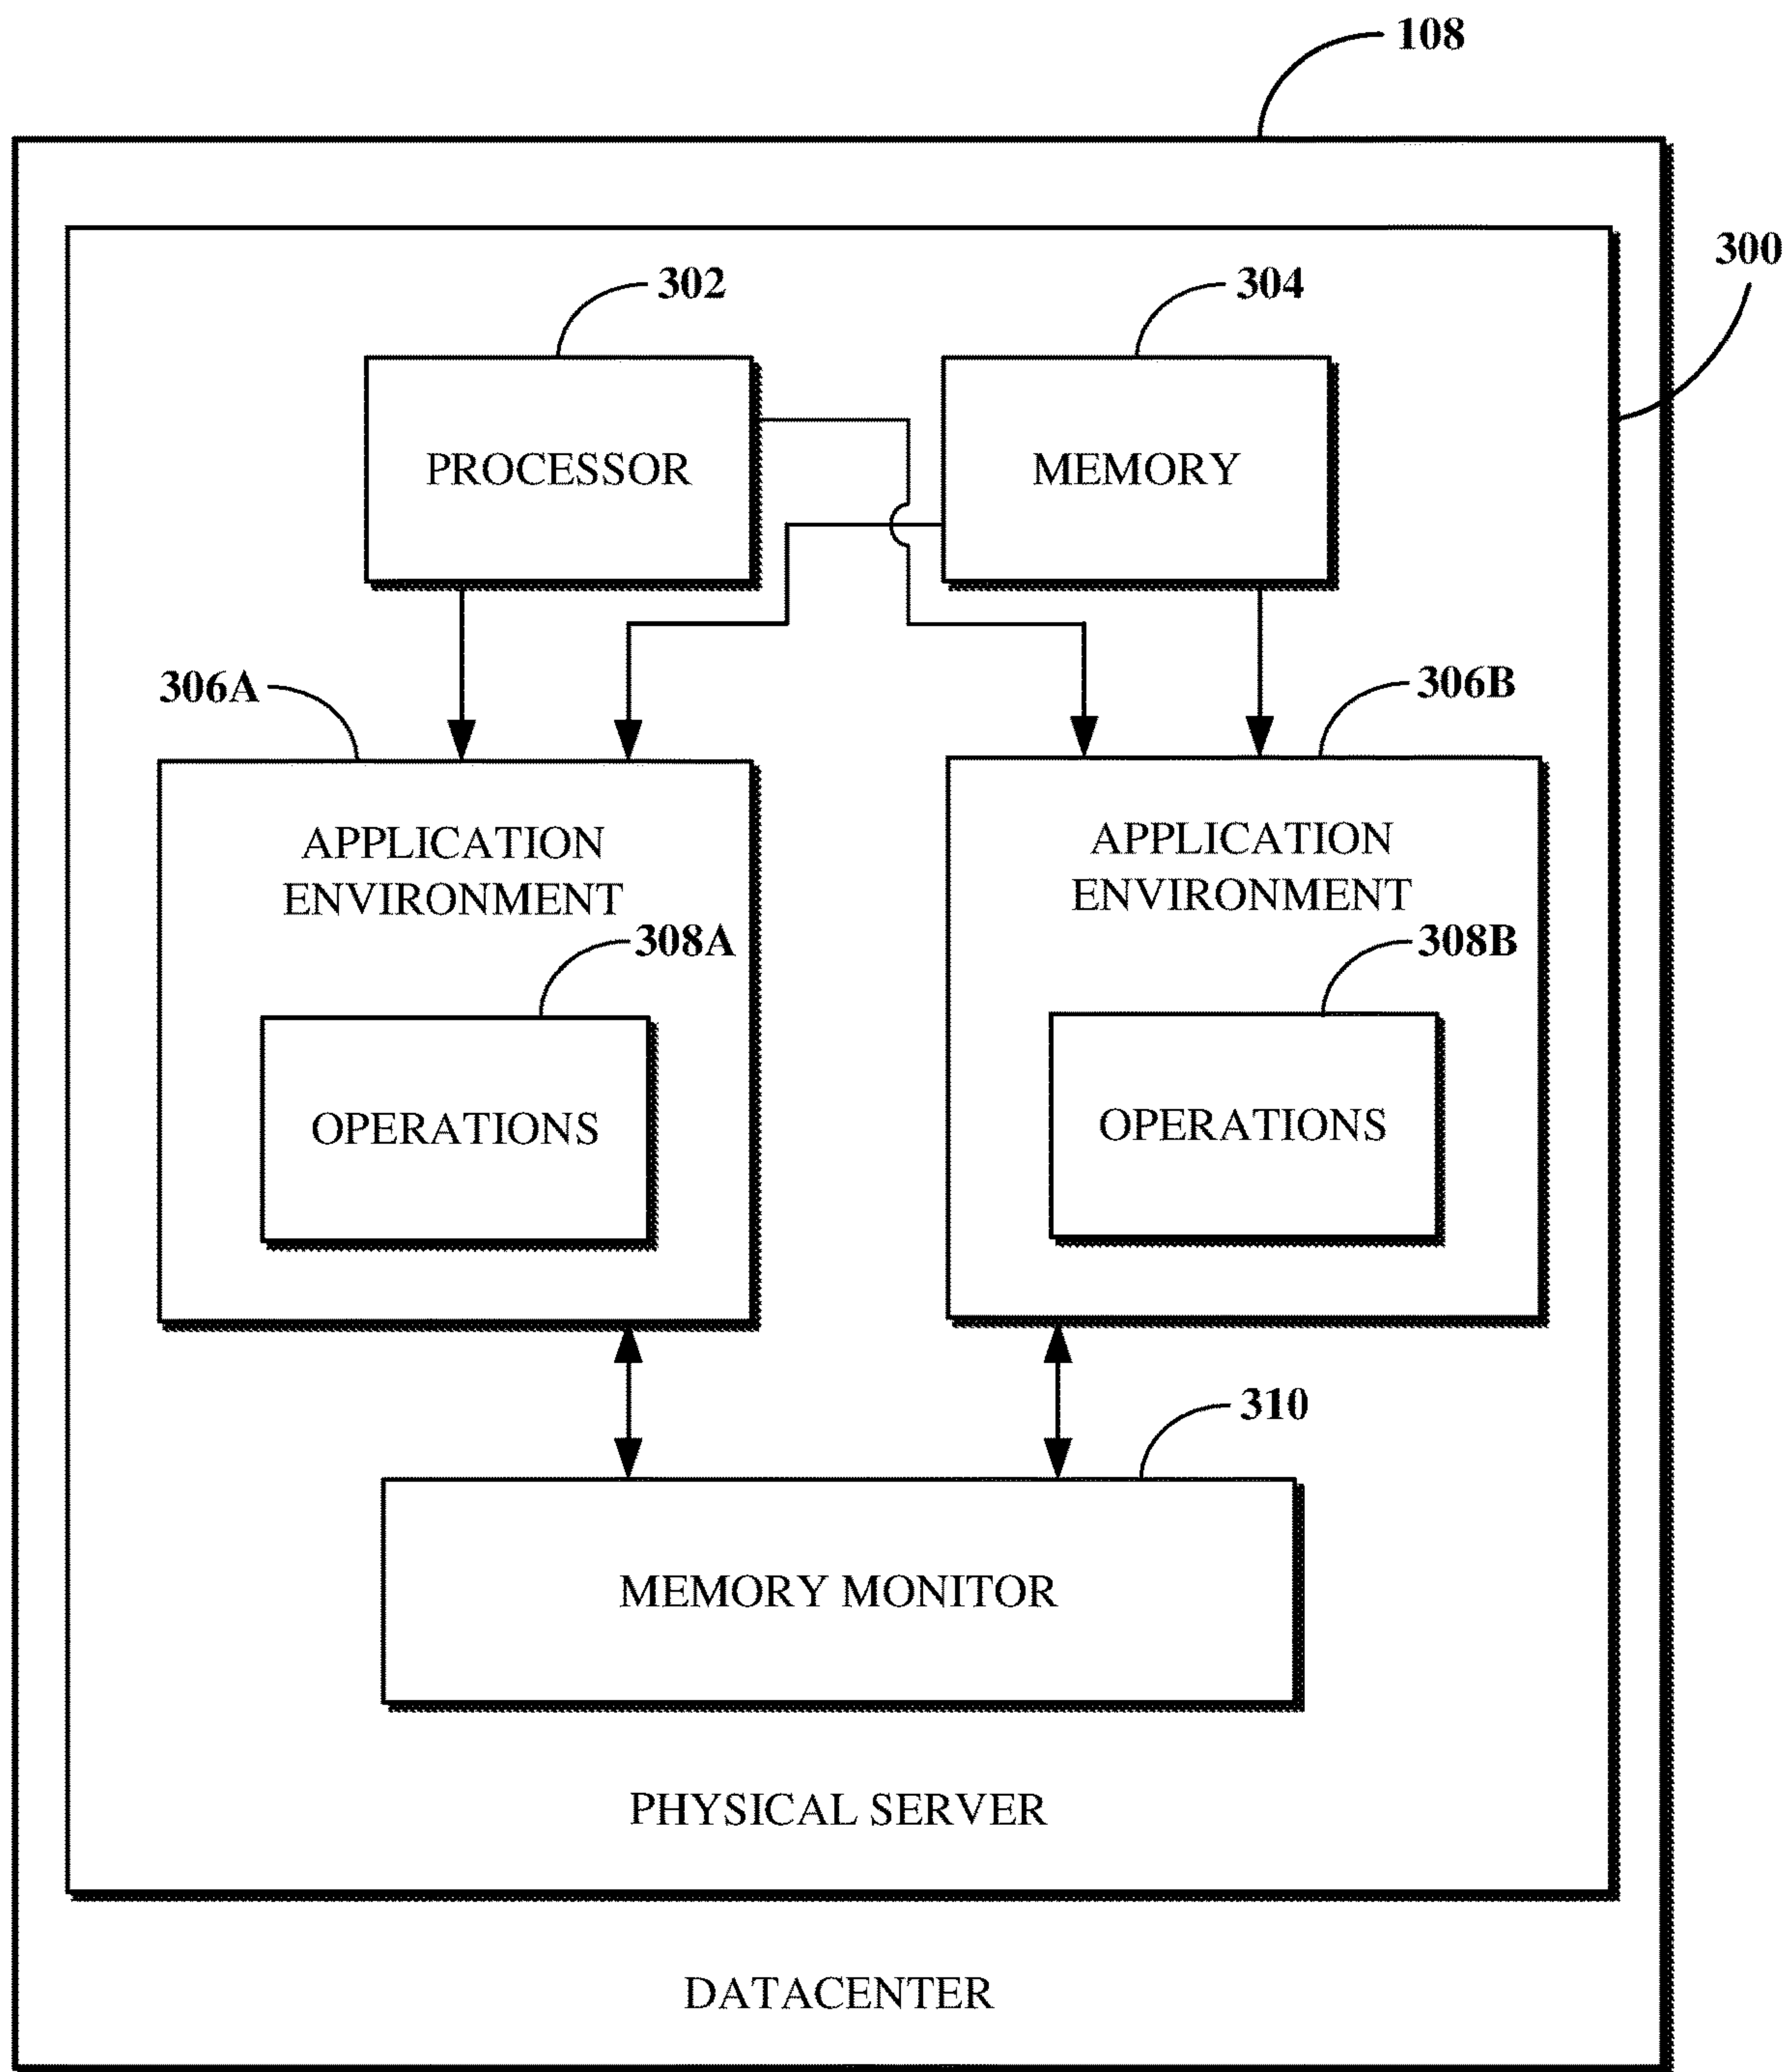 108
300
302
304
PROCESSOR
MEMORY
306A
306B
APPLICATION
ENVIRONMENT
APPLICATION
ENVIRONMENT
308A
308B
OPERATIONS
OPERATIONS
310
MEMORY MONITOR
PHYSICAL SERVER
DATACENTER